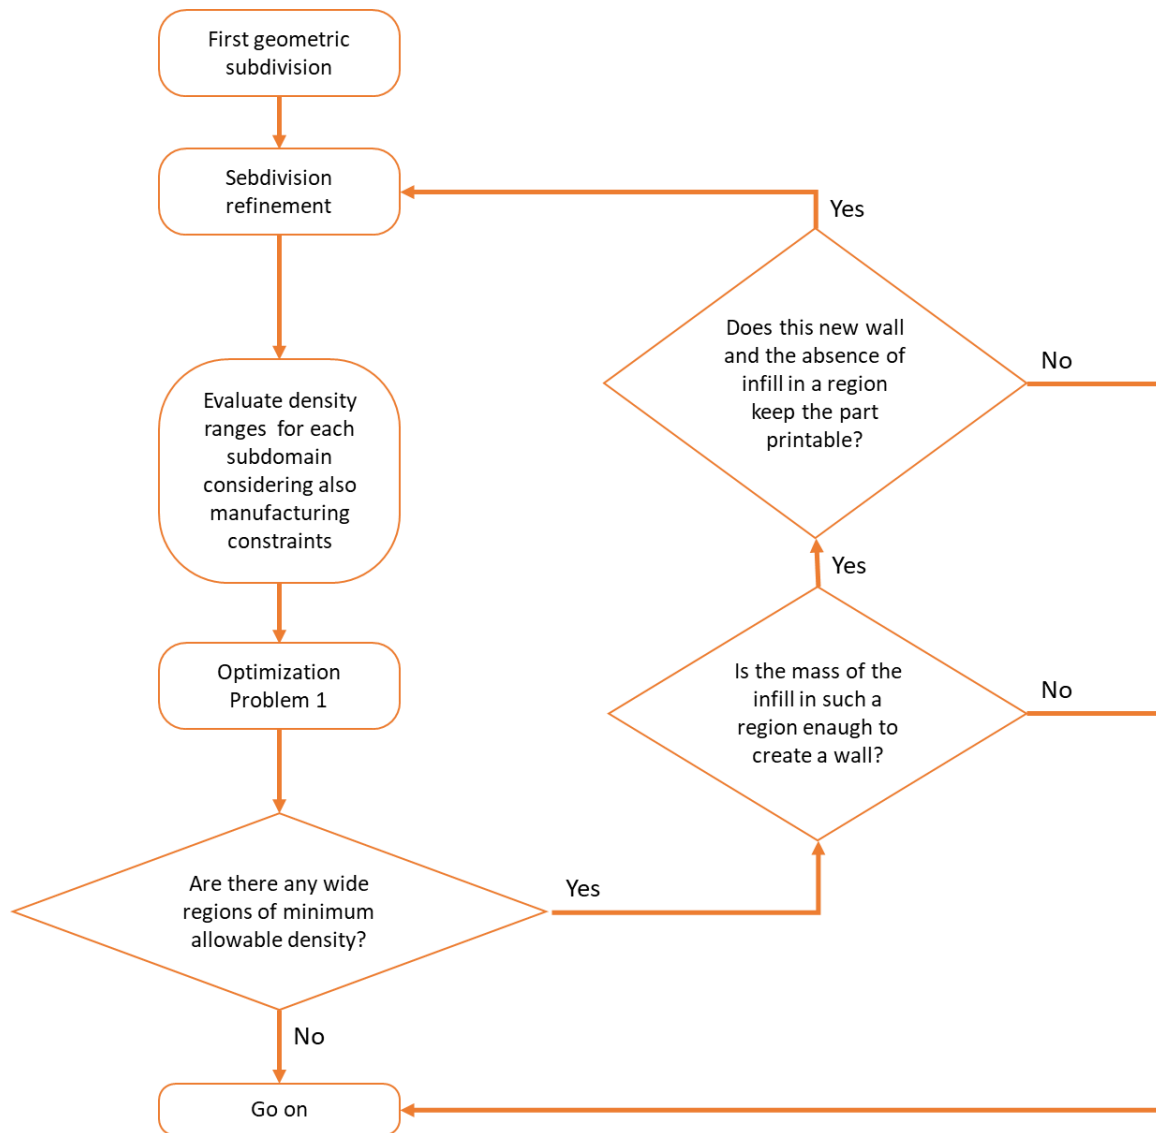 First geometric
subdivision
Sebdivision
refinement
Yes
Does this new wall
and the absence of
infill in a region
keep the part
printable?
No
Evaluate density
ranges for each
subdomain
considering also
manufacturing
constraints
Yes
Optimization
Problem 1
Is the mass of the
infill in such a
region enaugh to
create a wall?
No
Are there any wide
regions of minimum
allowable density?
Yes
No
Go on